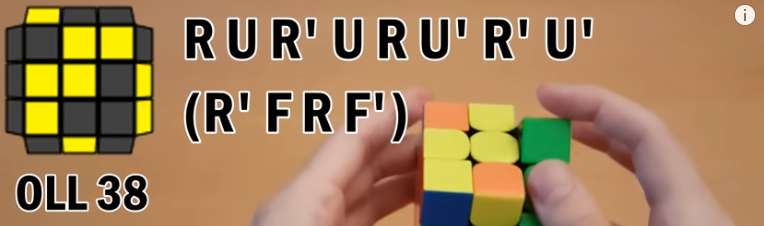 R U R' U R U' R' U'
(R' F R F')
OLL 38
i